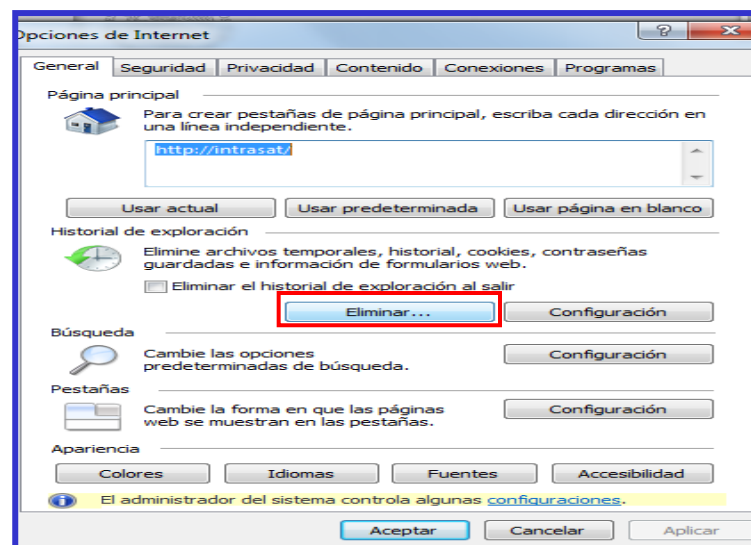 Opciones de Internet
General Seguridad Privacidad Contenido Conexiones Programas
Página principal
Para crear pestañas de página principal, escriba cada dirección en
una línea independiente.
http://intrasat/
Usar actual Usar predeterminada Usar página en blanco
Historial de exploración
Elimine archivos temporales, historial, cookies, contraseñas
guardadas e información de formularios web.
Eliminar el historial de exploración al salir
Eliminar... Configuración
Búsqueda
Cambie las opciones
predeterminadas de búsqueda.
Configuración
Pestañas
Cambie la forma en que las páginas
web se muestran en las pestañas.
Configuración
Apariencia
Colores Idiomas Fuentes Accesibilidad
El administrador del sistema controla algunas configuraciones.
Aceptar Cancelar Aplicar